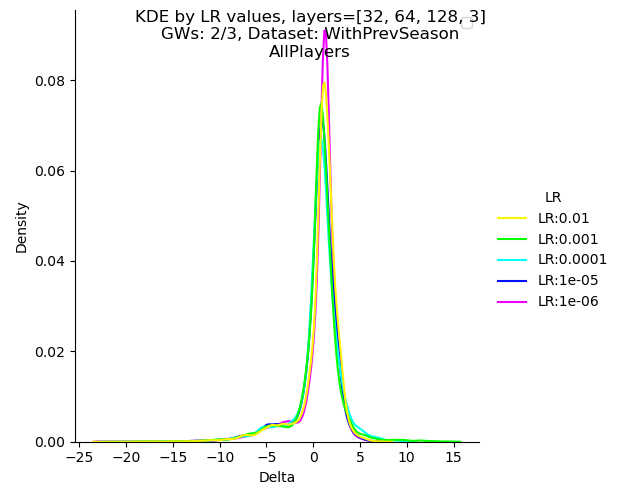 KDE by LR values, layers=[32, 64, 128, 3]
GWs: 2/3, Dataset: WithPrevSeason
AllPlayers
0.08
0.06
0.04
0.02
0.00
Density
−25
−20
−15
−10
−5
0
5
10
15
Delta
LR
LR:0.01
LR:0.001
LR:0.0001
LR:1e-05
LR:1e-06